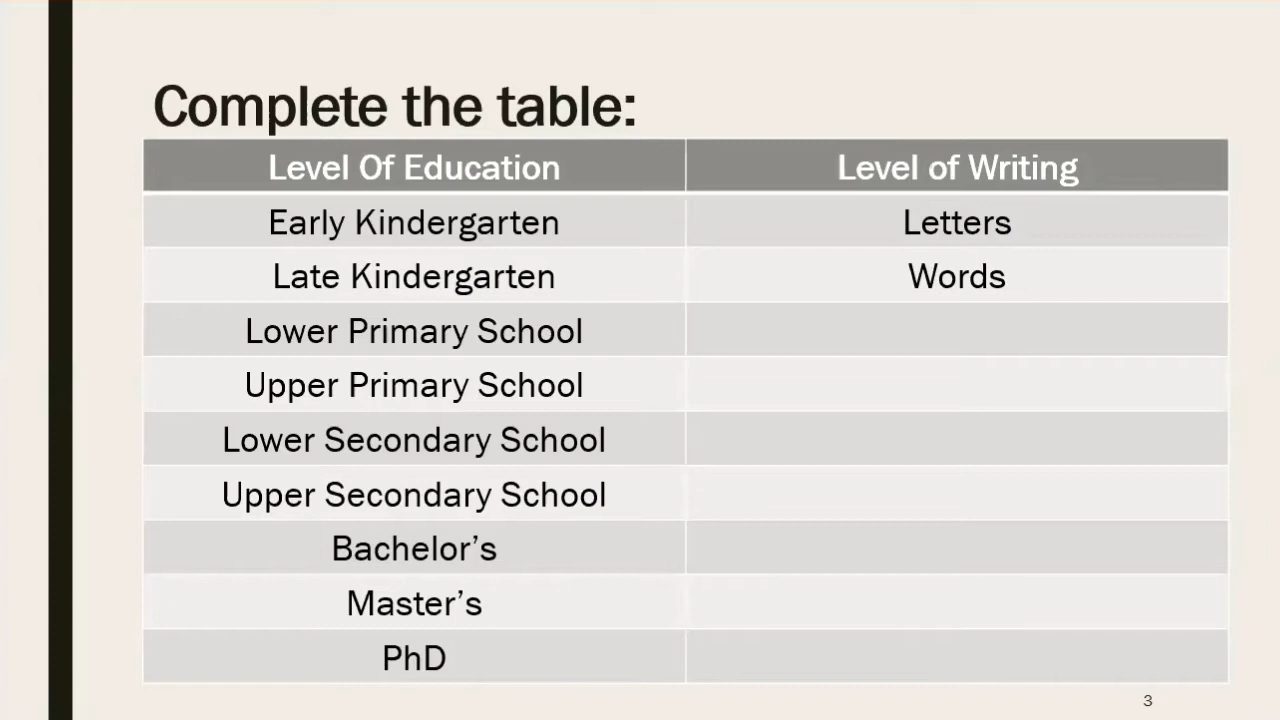 Complete the table:
Level Of Education Level of Writing
Early Kindergarten Letters
Late Kindergarten Words
Lower Primary School
Upper Primary School
Lower Secondary School
Upper Secondary School
Bachelor’s
Master’s
PhD
3